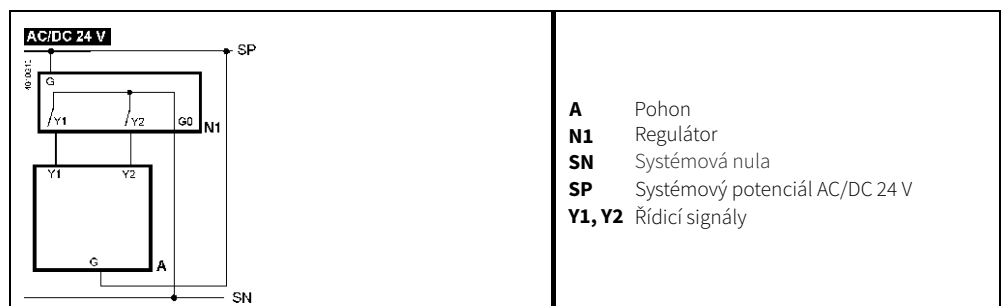 AC/DC 24 V
SP
G
Y1 Y2 G0 N1
Y1 Y2
G A
SN
A Pohon
N1 Regulátor
SN Systémová nula
SP Systémový potenciál AC/DC 24 V
Y1, Y2 Řídicí signály